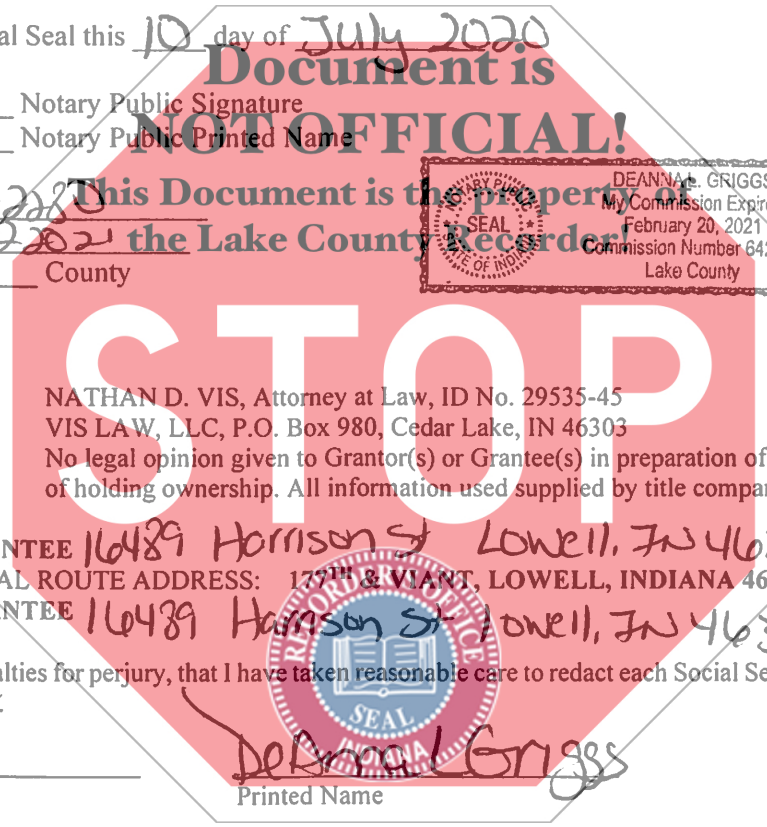 al Seal this 10 day of July 2020
Document is
Notary Public Signature
NOT OFFICIAL!
Notary Public Printed Name
This Document is the property of
the Lake County Recorder!
2021
County
NOTARY PUBLIC
SEAL
STATE OF INDIANA
DEANNA L. GRIGGS
My Commission Expire
February 20, 2021
Commission Number 642
Lake County
STOP
NATHAN D. VIS, Attorney at Law, ID No. 29535-45
VIS LAW, LLC, P.O. Box 980, Cedar Lake, IN 46303
No legal opinion given to Grantor(s) or Grantee(s) in preparation of
of holding ownership. All information used supplied by title compan
NTEE 16489 Harrison St Lowell, IN 463
AL ROUTE ADDRESS: 177TH & VIANT, LOWELL, INDIANA 46
NTEE 16489 Harrison St Lowell, IN 463
alties for perjury, that I have taken reasonable care to redact each Social Se
RECORDER'S OFFICE
SEAL
INDIANA
DeAnna L Griggs
Printed Name